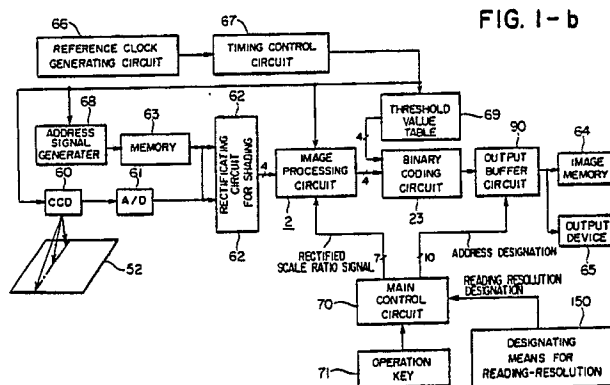 FIG. 1-b
66
67
REFERENCE CLOCK
GENERATING CIRCUIT
TIMING CONTROL
CIRCUIT
68
63
62
ADDRESS SIGNAL
GENERATER
MEMORY
RECTIFICATING CIRCUIT
FOR SHADING
THRESHOLD
VALUE
TABLE
69
90
64
60
61
CCD
A/D
4
IMAGE
PROCESSING
CIRCUIT
4
4
BINARY
CODING
CIRCUIT
OUTPUT
BUFFER
CIRCUIT
IMAGE
MEMORY
62
2
23
OUTPUT
DEVICE
65
52
RECTIFIED
SCALE RATIO SIGNAL
7
10
ADDRESS DESIGNATION
READING RESOLUTION
DESIGNATION
70
MAIN
CONTROL
CIRCUIT
150
71
OPERATION
KEY
DESIGNATING
MEANS FOR
READING-RESOLUTION